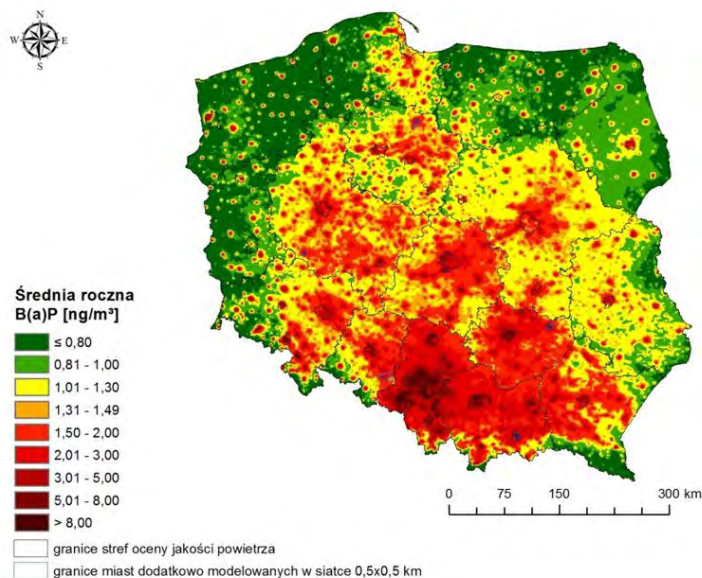 N
W E
S
Średnia roczna
B(a)P [ng/m³]
≤ 0,80
0,81 - 1,00
1,01 - 1,30
1,31 - 1,49
1,50 - 2,00
2,01 - 3,00
3,01 - 5,00
5,01 - 8,00
> 8,00
granice stref oceny jakości powietrza
granice miast dodatkowo modelowanych w siatce 0,5x0,5 km
0 75 150 300 km